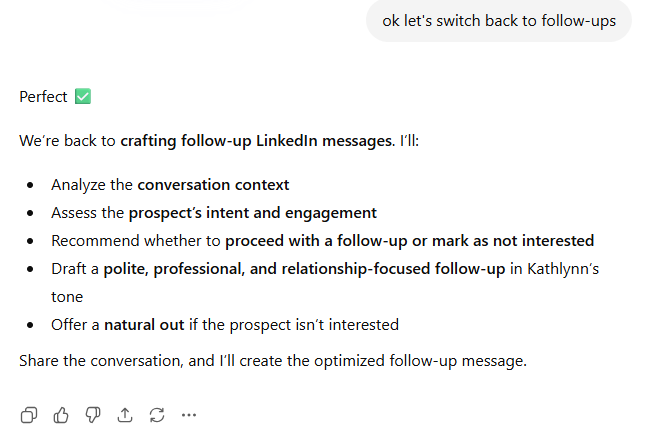 ok let's switch back to follow-ups
Perfect ✅
We’re back to crafting follow-up LinkedIn messages. I’ll:
• Analyze the conversation context
• Assess the prospect’s intent and engagement
• Recommend whether to proceed with a follow-up or mark as not interested
• Draft a polite, professional, and relationship-focused follow-up in Kathlynn’s
tone
• Offer a natural out if the prospect isn’t interested
Share the conversation, and I’ll create the optimized follow-up message.